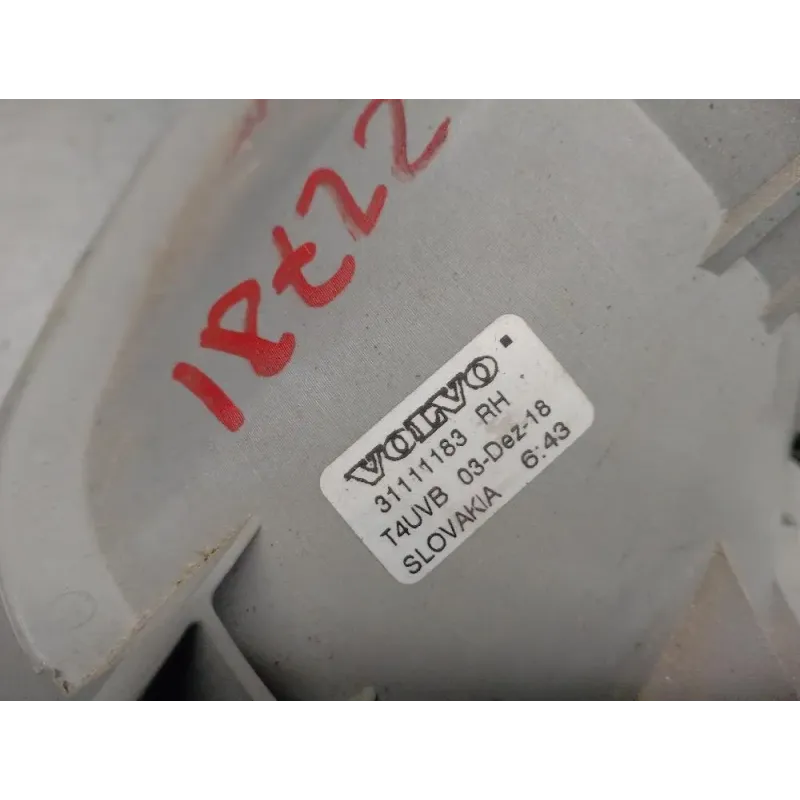 18t22
VOLVO
31111183 RH
T4UVB 03-Dez-18
SLOVAKIA 6:43